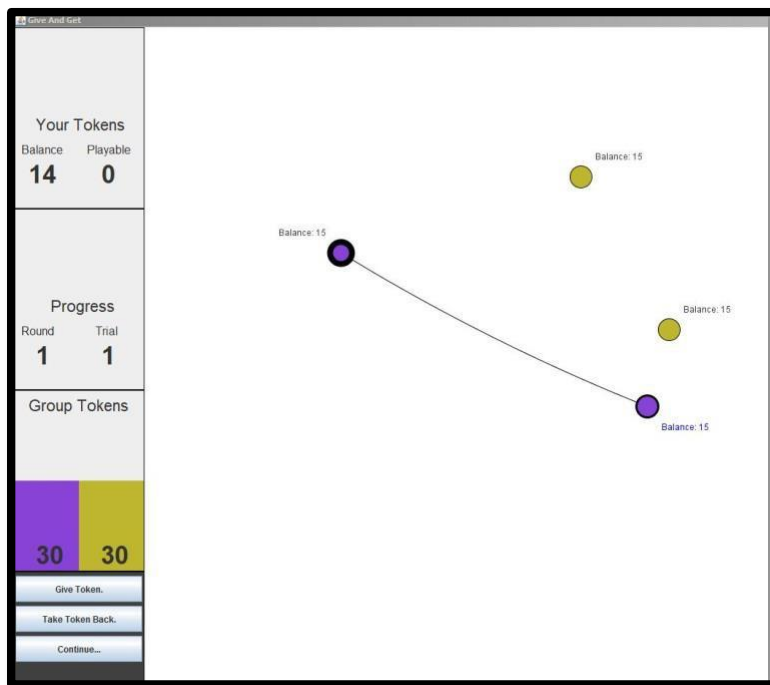 Give And Get
Your Tokens
Balance Playable
14 0
Progress
Round Trial
1 1
Group Tokens
30 30
Give Token.
Take Token Back.
Continue...
Balance: 15
Balance: 15
Balance: 15
Balance: 15